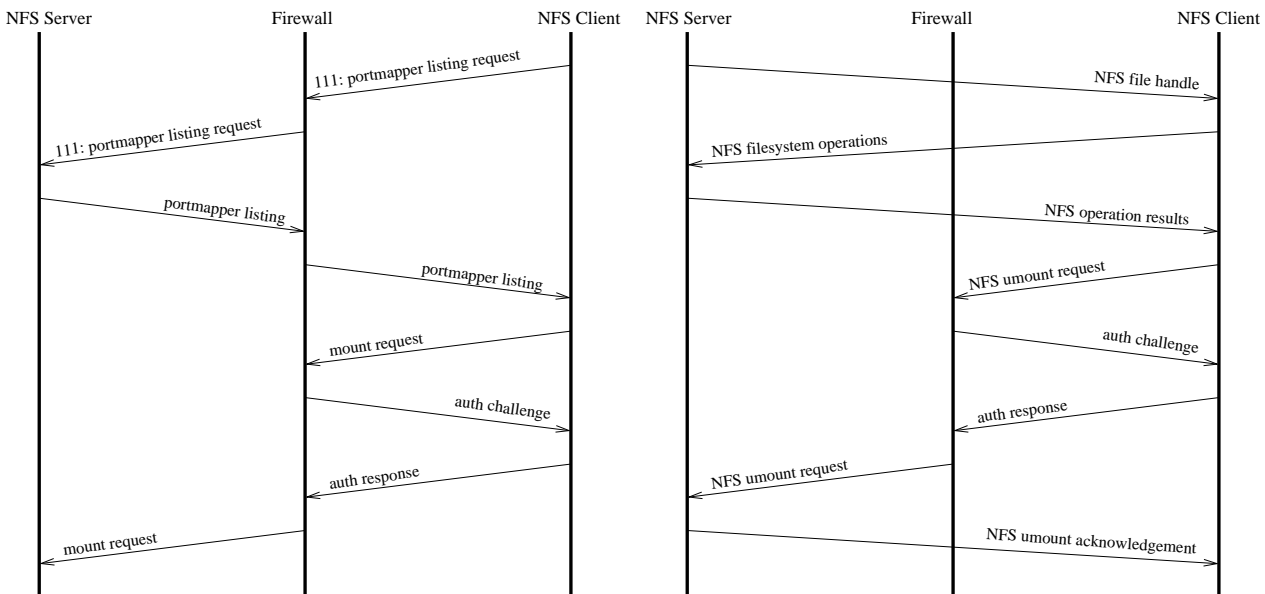 NFS Server
Firewall
NFS Client
111: portmapper listing request
111: portmapper listing request
portmapper listing
portmapper listing
mount request
auth challenge
auth response
mount request
NFS Server
Firewall
NFS Client
NFS file handle
NFS filesystem operations
NFS operation results
NFS umount request
auth challenge
auth response
NFS umount request
NFS umount acknowledgement